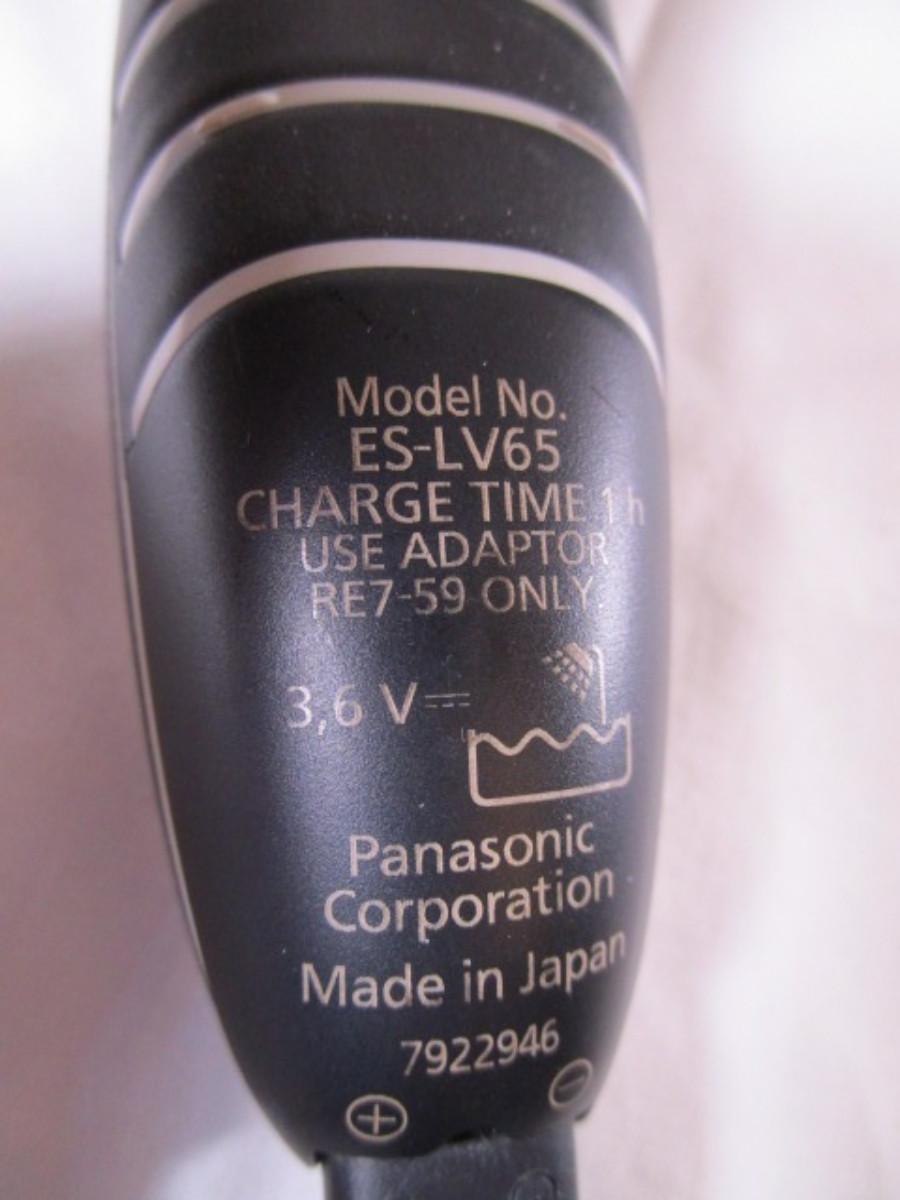 Model No.
ES-LV65
CHARGE TIME 1 h
USE ADAPTOR
RE7-59 ONLY.
3,6 V⎓
Panasonic
Corporation
Made in Japan
7922946
+ −